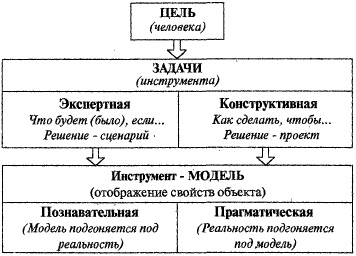 ЦЕЛЬ
(человека)
ЗАДАЧИ
(инструмента)
Экспертная
Что будет (было), если...
Решение - сценарий
Конструктивная
Как сделать, чтобы...
Решение - проект
Инструмент - МОДЕЛЬ
(отображение свойств объекта)
Познавательная
(Модель подгоняется под
реальность)
Прагматическая
(Реальность подгоняется
под модель)